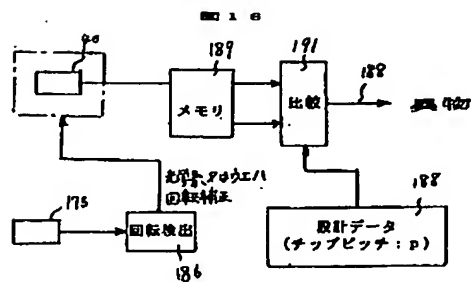 図16
189
191
188
メモリ
比較
異物
光学系、又はウエハ
回転補正
175
回転検出
186
188
設計データ
(チップピッチ:p)